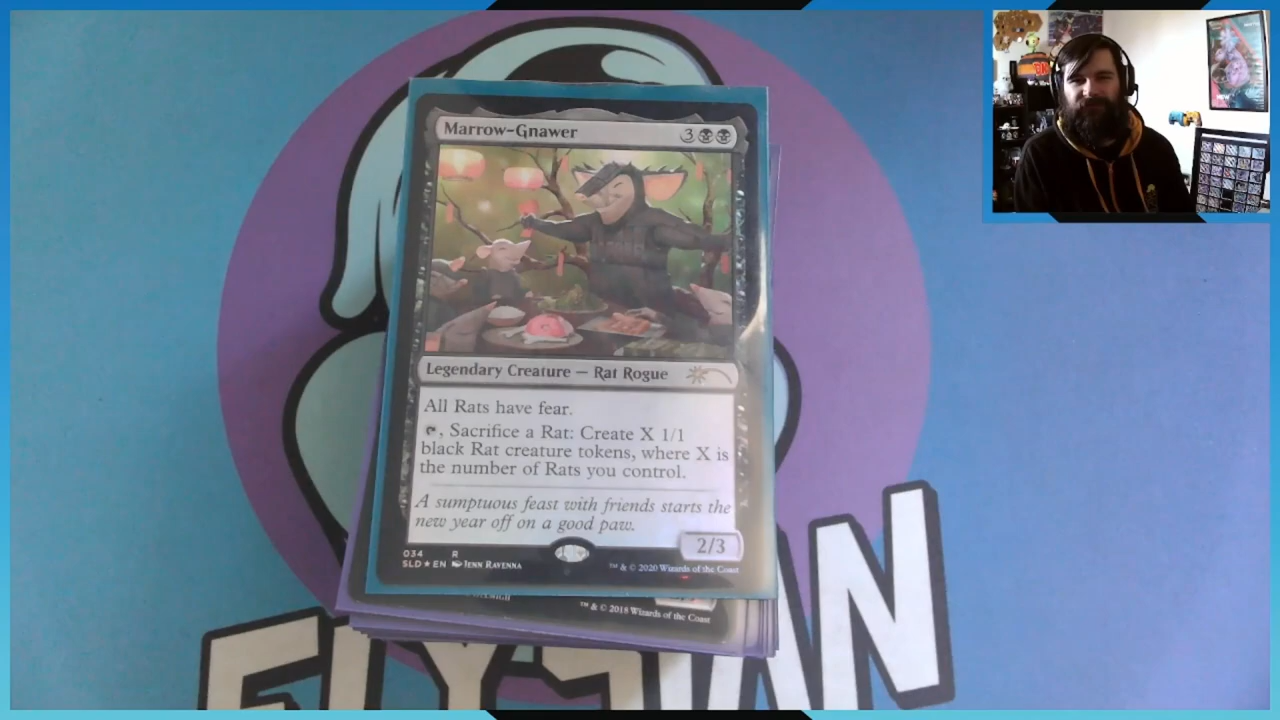 Marrow-Gnawer 3
Legendary Creature — Rat Rogue
All Rats have fear.
, Sacrifice a Rat: Create X 1/1
black Rat creature tokens, where X is
the number of Rats you control.
A sumptuous feast with friends starts the
new year off on a good paw.
2/3
034 R
SLD★EN Jenn Ravenna ™ & © 2020 Wizards of the Coast
™ & © 2018 Wizards of the Coast
ELYSIAN